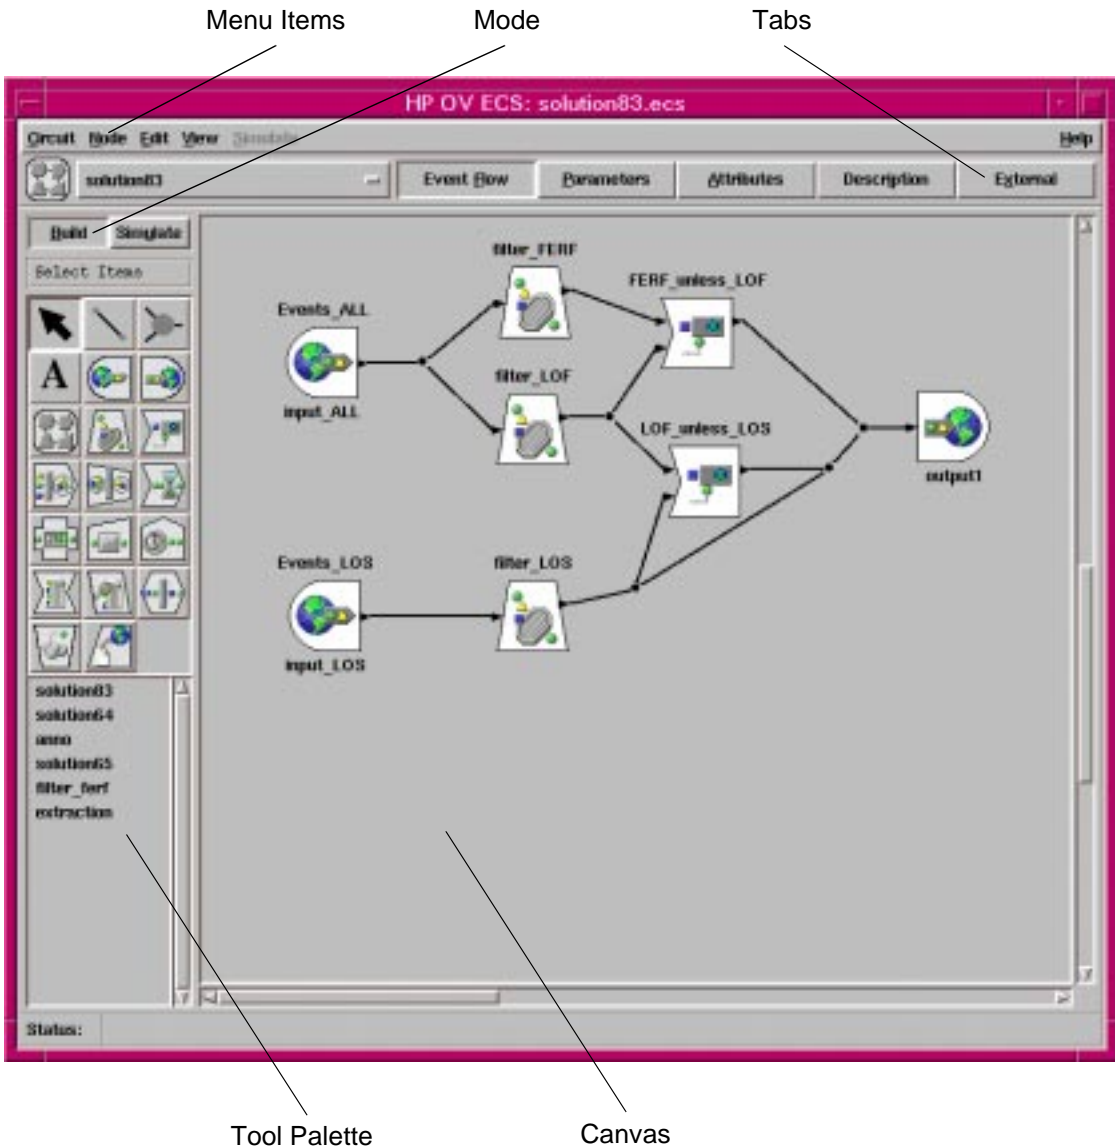 Menu Items
Mode
Tabs
HP OV ECS: solution83.ecs
Circuit Node Edit View Simulate Help
solution83
Event Flow Parameters Attributes Description External
Build Simulate
Select Items
A
filter_FERF
FERF_unless_LOF
Events_ALL
filter_LOF
input_ALL
LOF_unless_LOS
output1
Events_LOS
filter_LOS
input_LOS
solution83
solution64
anno
solution65
filter_ferf
extraction
Status:
Tool Palette
Canvas